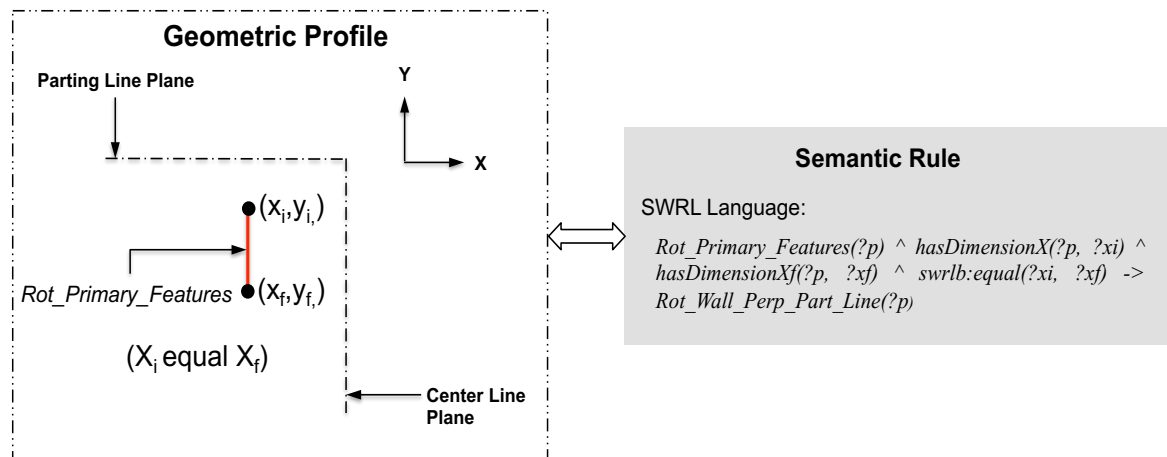 Geometric Profile
Parting Line Plane
Y
X
(xi,yi,)
Rot_Primary_Features
(xf,yf,)
(Xi equal Xf)
Center Line
Plane
Semantic Rule
SWRL Language:
Rot_Primary_Features(?p) ^ hasDimensionX(?p, ?xi) ^
hasDimensionXf(?p, ?xf) ^ swrlb:equal(?xi, ?xf) ->
Rot_Wall_Perp_Part_Line(?p)